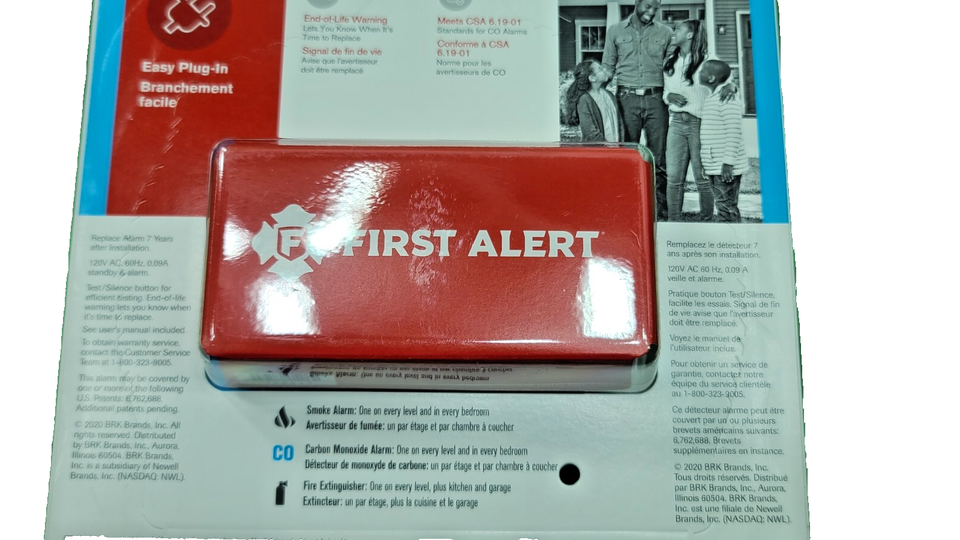 Easy Plug-In
Branchement
facile
End-of-Life Warning
Lets You Know When It's
Time to Replace
Signal de fin de vie
Avise que l'avertisseur
doit être remplacé
Meets CSA 6.19-01
Standards for CO Alarms
Conforme à CSA
6.19-01
Norme pour les
avertisseurs de CO
F
FIRST ALERT
Replace Alarm 7 Years
after Installation.
120V AC, 60Hz, 0.09A
standby & alarm.
Test/Silence button for
efficient testing. End-of-life
warning lets you know when
it's time to replace.
See user's manual included.
To obtain warranty service,
contact the Customer Service
Team at 1-800-323-9005.
This alarm may be covered by
one or more of the following
U.S. Patents: 6,762,688.
Additional patents pending.
© 2020 BRK Brands, Inc. All
rights reserved. Distributed
by BRK Brands, Inc., Aurora,
Illinois 60504. BRK Brands,
Inc. is a subsidiary of Newell
Brands, Inc. (NASDAQ: NWL).
Smoke Alarm: One on every level and in every bedroom
Avertisseur de fumée: un par étage et par chambre à coucher
CO
Carbon Monoxide Alarm: One on every level and in every bedroom
Détecteur de monoxyde de carbone: un par étage et par chambre à coucher
Fire Extinguisher: One on every level, plus kitchen and garage
Extincteur: un par étage, plus la cuisine et le garage
Remplacez le détecteur 7
ans après son installation.
120V AC 60 Hz, 0,09 A
veille et alarme.
Pratique bouton Test/Silence,
facilite les essais. Signal de fin
de vie avise que l'avertisseur
doit être remplacé.
Voyez le manuel de
l'utilisateur inclus.
Pour obtenir un service de
garantie, contactez notre
équipe du service clientèle
au 1-800-323-9005.
Ce détecteur alarme peut être
couvert par un ou plusieurs
brevets américains suivants:
6,762,688. Brevets
supplémentaires en instance.
© 2020 BRK Brands, Inc.
Tous droits réservés. Distribué
par BRK Brands, Inc., Aurora,
Illinois 60504. BRK Brands,
Inc. est une filiale de Newell
Brands, Inc. (NASDAQ: NWL).